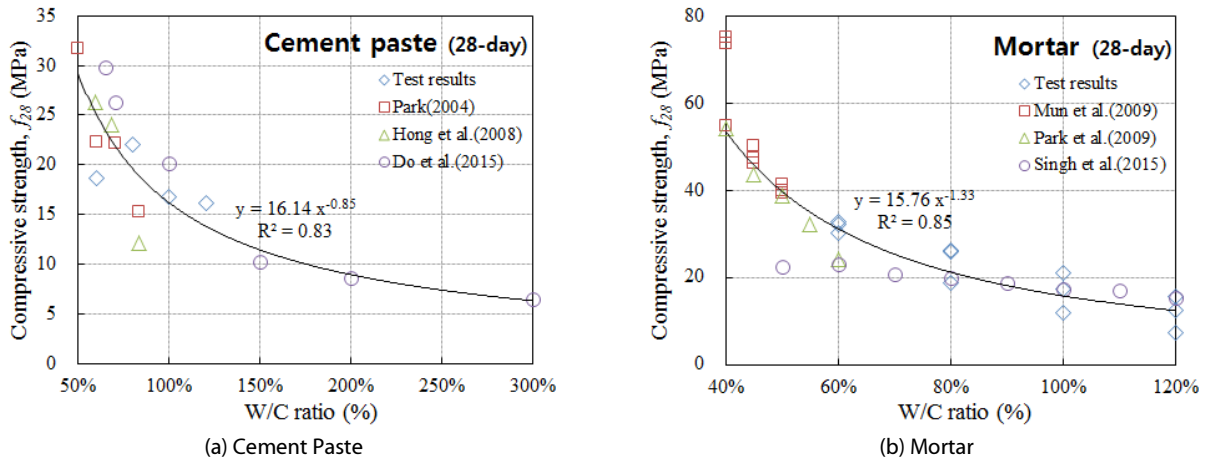 Cement paste (28-day)
Test results
Park(2004)
Hong et al.(2008)
Do et al.(2015)
y = 16.14 x-0.85
R² = 0.83
Compressive strength, f28 (MPa)
35
30
25
20
15
10
5
0
50% 100% 150% 200% 250% 300%
W/C ratio (%)
(a) Cement Paste
Mortar (28-day)
Test results
Mun et al.(2009)
Park et al.(2009)
Singh et al.(2015)
y = 15.76 x-1.33
R² = 0.85
Compressive strength, f28 (MPa)
80
60
40
20
0
40% 60% 80% 100% 120%
W/C ratio (%)
(b) Mortar